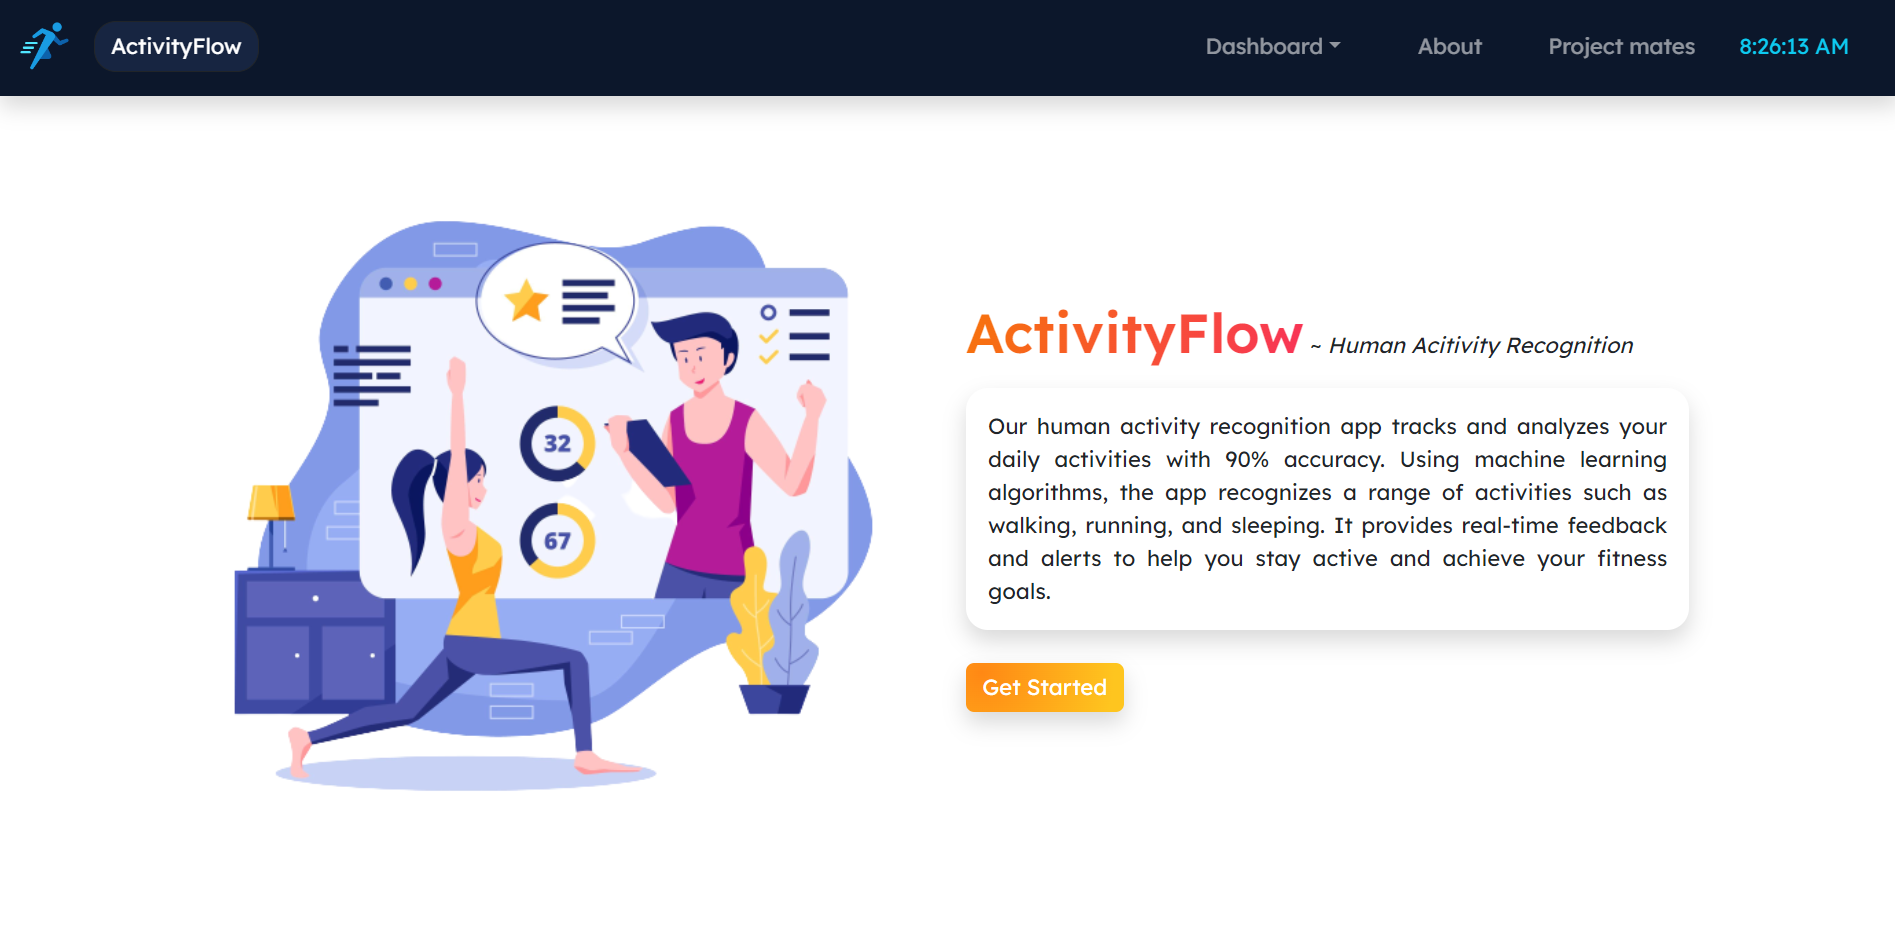 ActivityFlow
Dashboard
About
Project mates
8:26:13 AM
32
67
ActivityFlow ~ Human Acitivity Recognition
Our human activity recognition app tracks and analyzes your
daily activities with 90% accuracy. Using machine learning
algorithms, the app recognizes a range of activities such as
walking, running, and sleeping. It provides real-time feedback
and alerts to help you stay active and achieve your fitness
goals.
Get Started